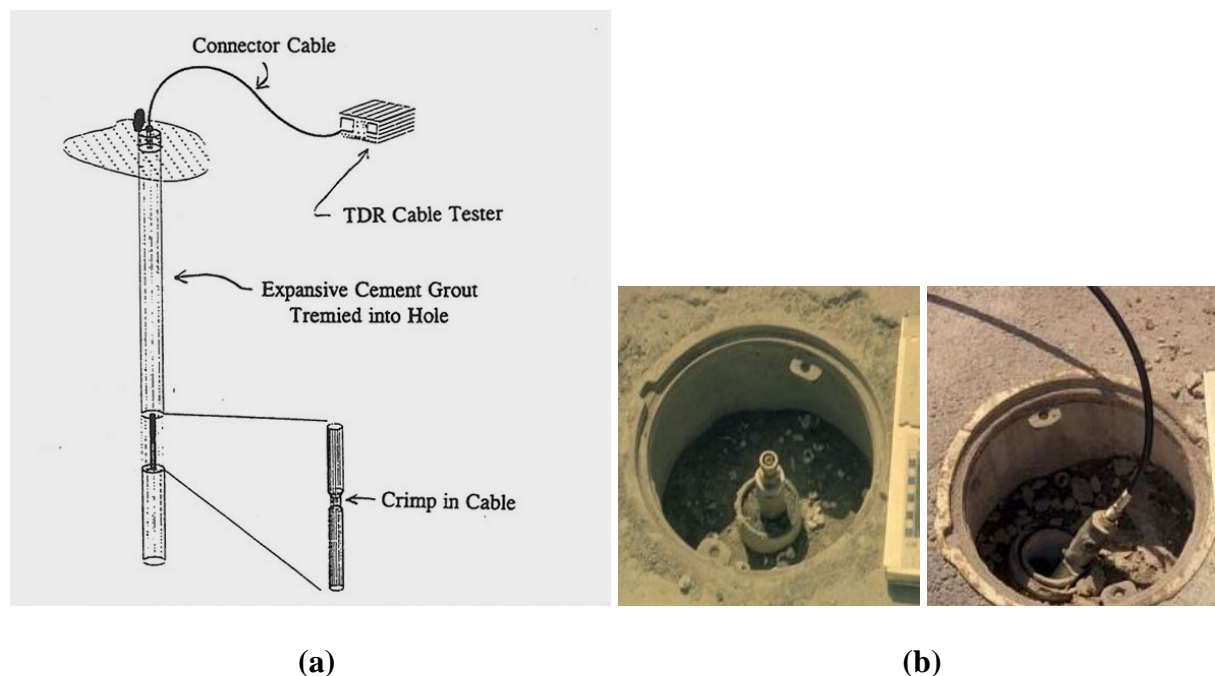 Connector Cable
TDR Cable Tester
Expansive Cement Grout
Tremied into Hole
Crimp in Cable
(a)
(b)